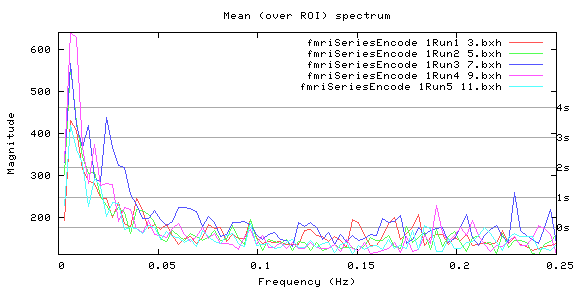 Mean (over ROI) spectrum
fmriSeriesEncode 1Run1 3.bxh
fmriSeriesEncode 1Run2 5.bxh
fmriSeriesEncode 1Run3 7.bxh
fmriSeriesEncode 1Run4 9.bxh
fmriSeriesEncode 1Run5 11.bxh
Magnitude
600
500
400
300
200
4s
3s
2s
1s
0s
0
0.05
0.1
0.15
0.2
0.25
Frequency (Hz)